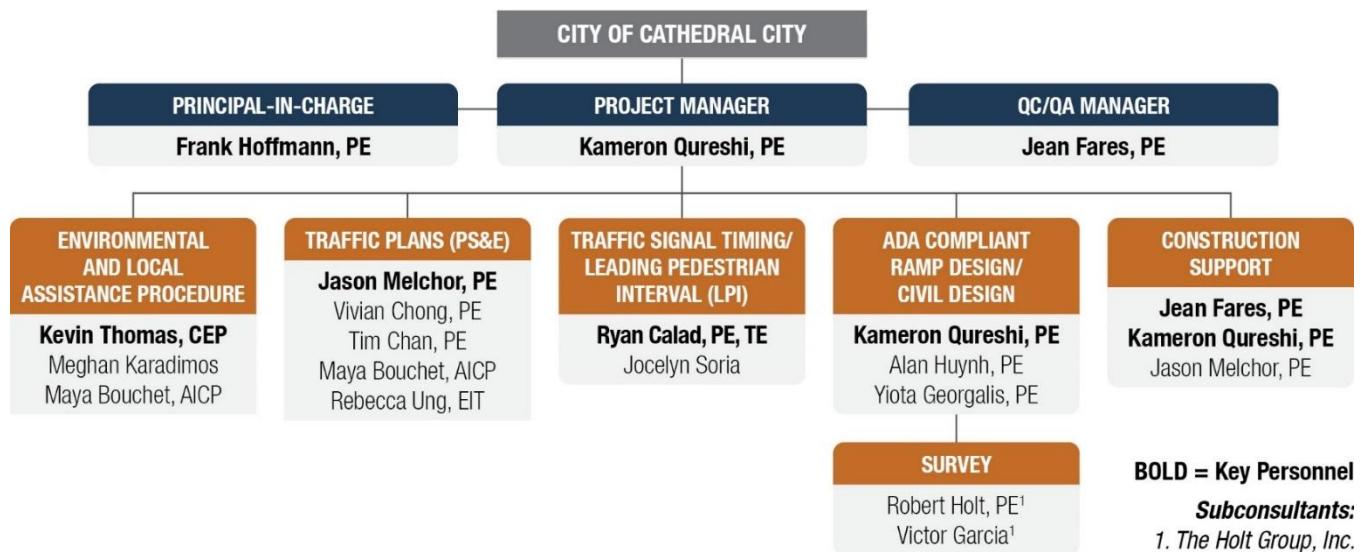 CITY OF CATHEDRAL CITY
PRINCIPAL-IN-CHARGE
Frank Hoffmann, PE
PROJECT MANAGER
Kameron Qureshi, PE
QC/QA MANAGER
Jean Fares, PE
ENVIRONMENTAL
AND LOCAL
ASSISTANCE PROCEDURE
Kevin Thomas, CEP
Meghan Karadimos
Maya Bouchet, AICP
TRAFFIC PLANS (PS&E)
Jason Melchor, PE
Vivian Chong, PE
Tim Chan, PE
Maya Bouchet, AICP
Rebecca Ung, EIT
TRAFFIC SIGNAL TIMING/
LEADING PEDESTRIAN
INTERVAL (LPI)
Ryan Calad, PE, TE
Jocelyn Soria
ADA COMPLIANT
RAMP DESIGN/
CIVIL DESIGN
Kameron Qureshi, PE
Alan Huynh, PE
Yiota Georgalis, PE
CONSTRUCTION
SUPPORT
Jean Fares, PE
Kameron Qureshi, PE
Jason Melchor, PE
SURVEY
Robert Holt, PE¹
Victor Garcia¹
BOLD = Key Personnel
Subconsultants:
1. The Holt Group, Inc.